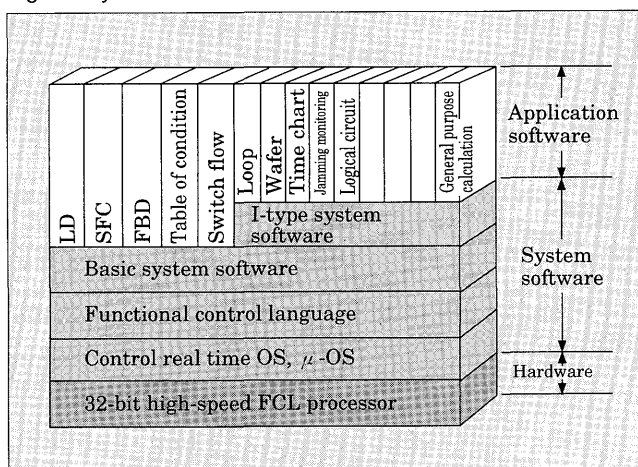 LD
SFC
FBD
Table of condition
Switch flow
Loop
Wafer
Time chart
Jamming monitoring
Logical circuit
General purpose
calculation
Application
software
I-type system
software
Basic system software
System
software
Functional control language
Control real time OS, μ-OS
Hardware
32-bit high-speed FCL processor